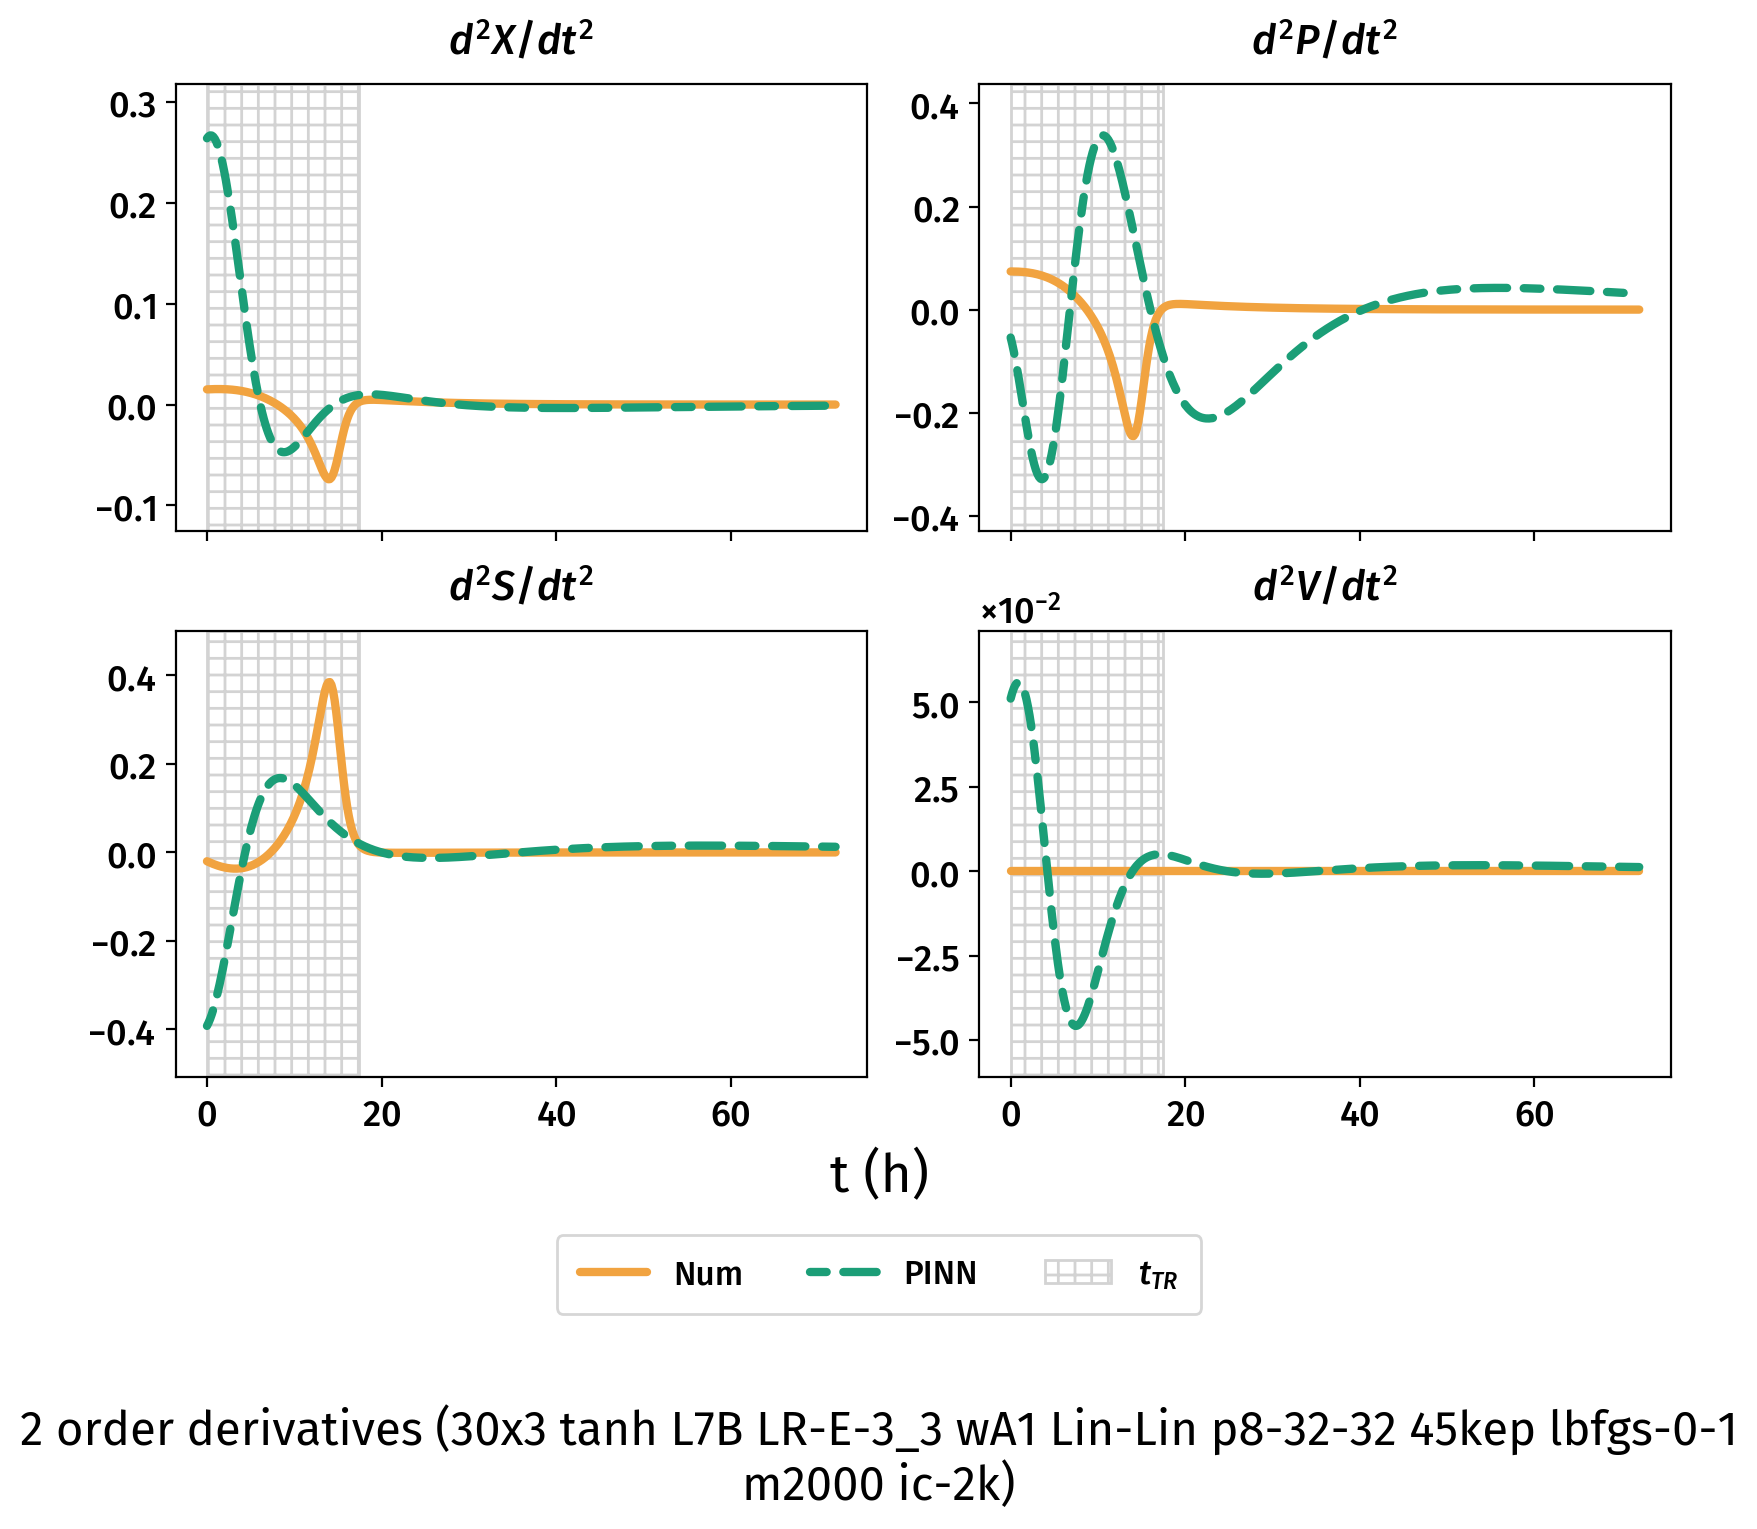 d²X/dt²
d²P/dt²
0.3
0.2
0.1
0.0
−0.1
0.4
0.2
0.0
−0.2
−0.4
d²S/dt²
d²V/dt²
×10⁻²
0.4
0.2
0.0
−0.2
−0.4
5.0
2.5
0.0
−2.5
−5.0
0 20 40 60
0 20 40 60
t (h)
Num PINN t_TR
2 order derivatives (30x3 tanh L7B LR-E-3_3 wA1 Lin-Lin p8-32-32 45kep lbfgs-0-1
m2000 ic-2k)